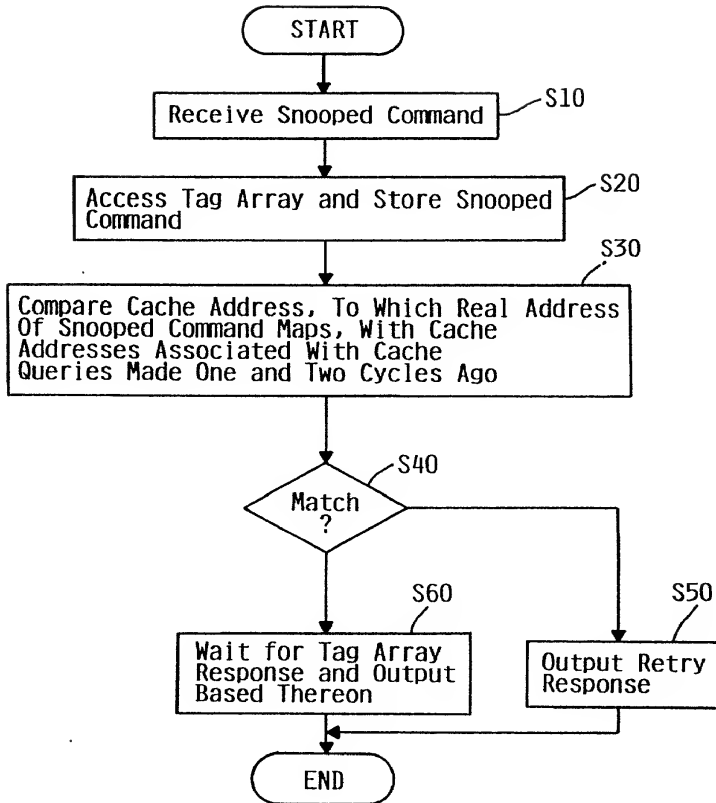 START
Receive Snooped Command
S10
Access Tag Array and Store Snooped
Command
S20
S30
Compare Cache Address, To Which Real Address
Of Snooped Command Maps, With Cache
Addresses Associated With Cache
Queries Made One and Two Cycles Ago
S40
Match
?
S60
Wait for Tag Array
Response and Output
Based Thereon
S50
Output Retry
Response
END